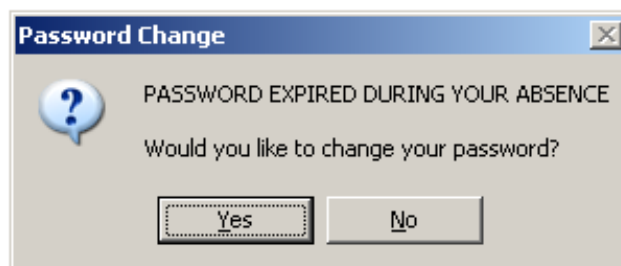 Password Change
PASSWORD EXPIRED DURING YOUR ABSENCE
Would you like to change your password?
Yes No